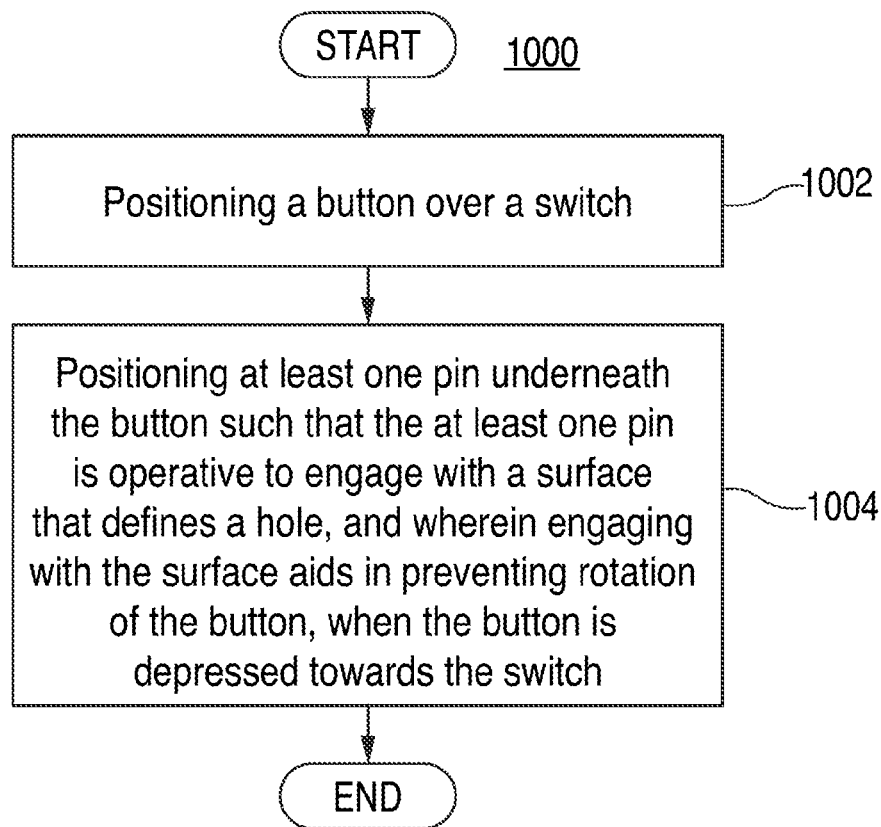 START
1000
Positioning a button over a switch
1002
Positioning at least one pin underneath
the button such that the at least one pin
is operative to engage with a surface
that defines a hole, and wherein engaging
with the surface aids in preventing rotation
of the button, when the button is
depressed towards the switch
1004
END